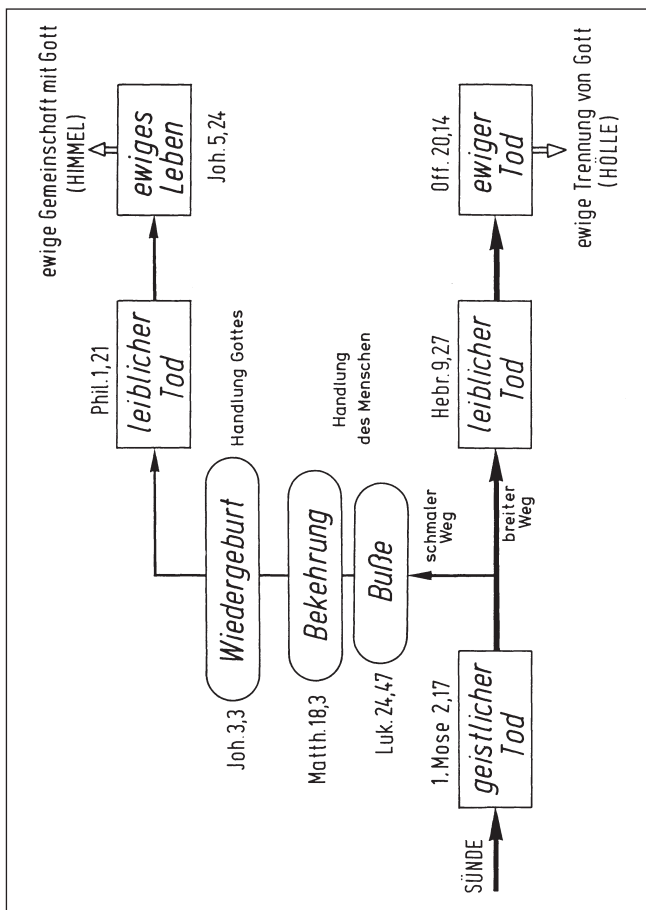 ewige Gemeinschaft mit Gott
(HIMMEL)
ewiges
Leben
Joh. 5,24
Phil. 1,21
leiblicher
Tod
Handlung Gottes
Wiedergeburt
Joh. 3,3
Handlung
des Menschen
Bekehrung
Matth. 18,3
Buße
Luk. 24,47
schmaler
Weg
breiter
Weg
SÜNDE
1. Mose 2,17
geistlicher
Tod
Hebr. 9,27
leiblicher
Tod
Off. 20,14
ewiger
Tod
ewige Trennung von Gott
(HÖLLE)